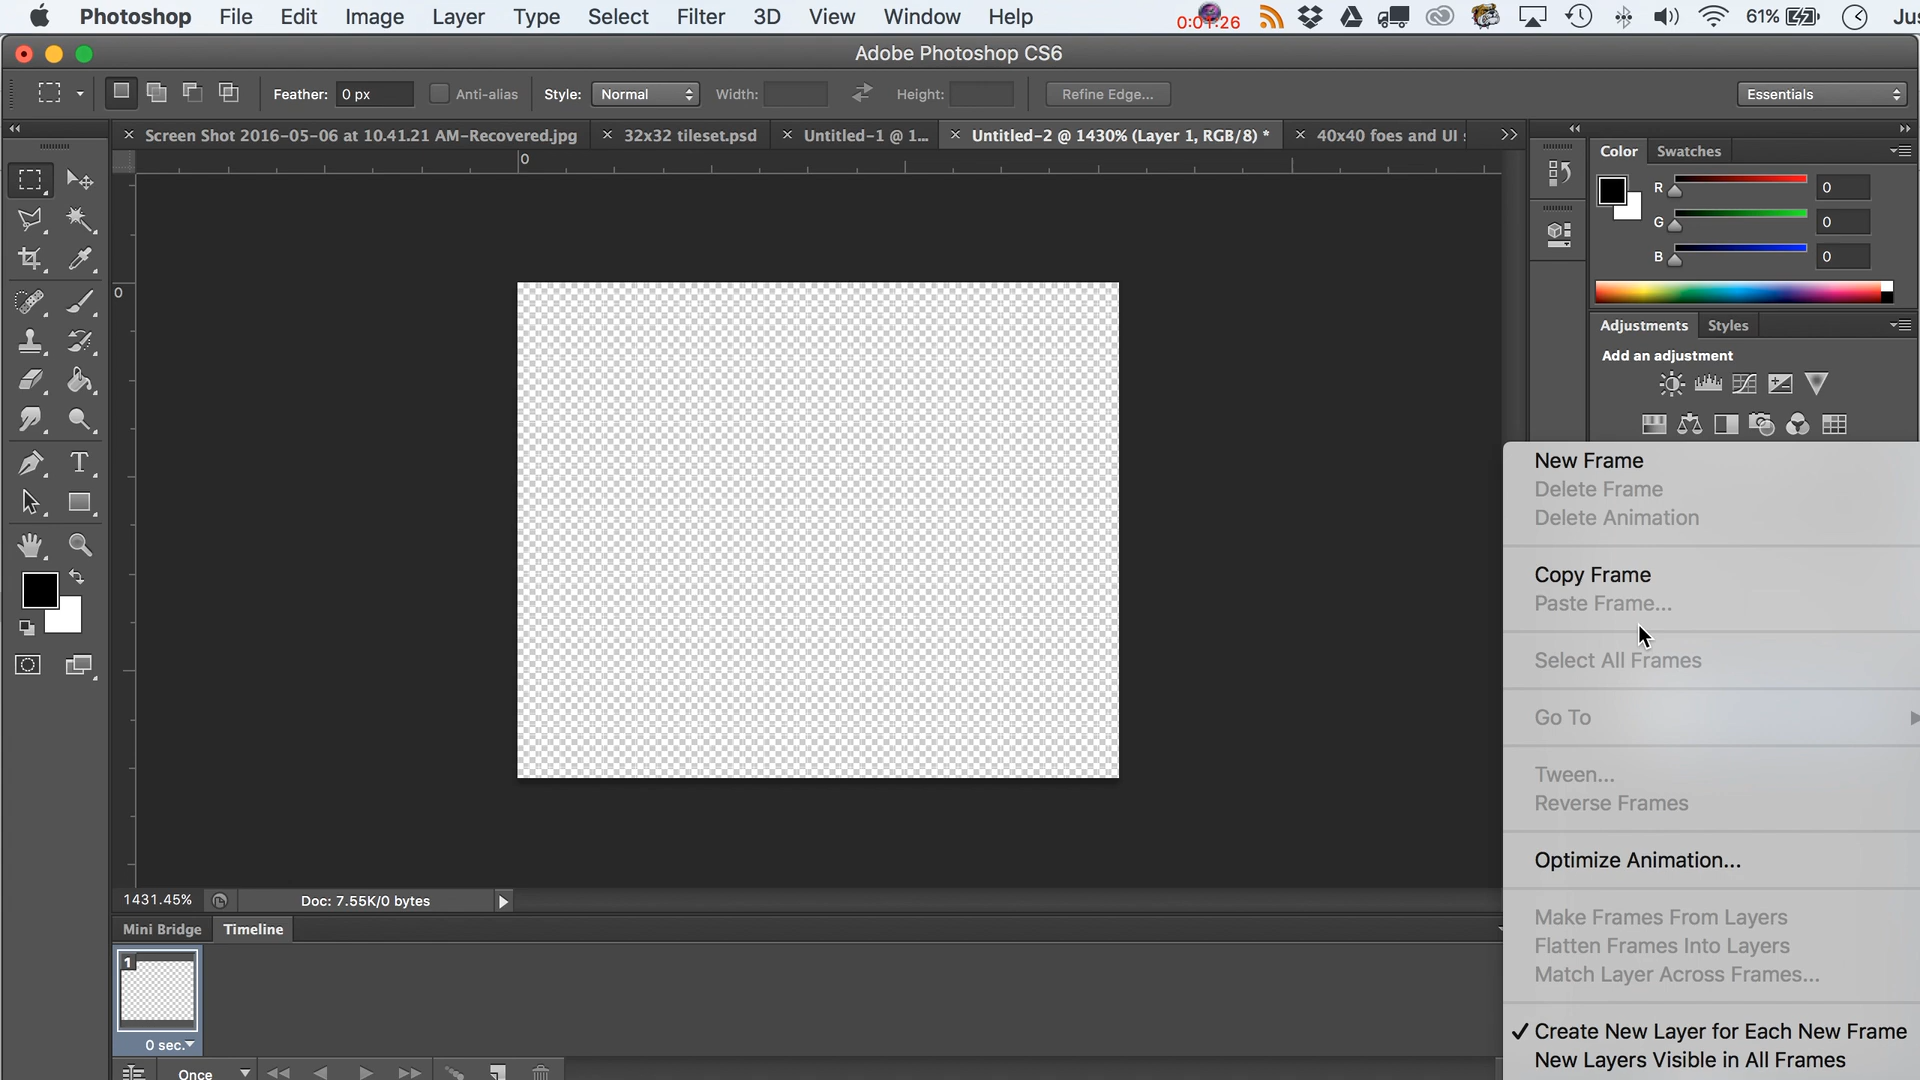 Photoshop File Edit Image Layer Type Select Filter 3D View Window Help 0:01:26 61% Jus
Adobe Photoshop CS6
Feather: 0 px Anti-alias Style: Normal Width: Height: Refine Edge... Essentials
Screen Shot 2016-05-06 at 10.41.21 AM-Recovered.jpg 32x32 tileset.psd Untitled-1 @ 1... Untitled-2 @ 1430% (Layer 1, RGB/8) * 40x40 foes and UI
0
0
Color Swatches
R 0
G 0
B 0
Adjustments Styles
Add an adjustment
New Frame
Delete Frame
Delete Animation
Copy Frame
Paste Frame...
Select All Frames
Go To
Tween...
Reverse Frames
Optimize Animation...
Make Frames From Layers
Flatten Frames Into Layers
Match Layer Across Frames...
✓ Create New Layer for Each New Frame
New Layers Visible in All Frames
1431.45% Doc: 7.55K/0 bytes
Mini Bridge Timeline
1
0 sec.
Once